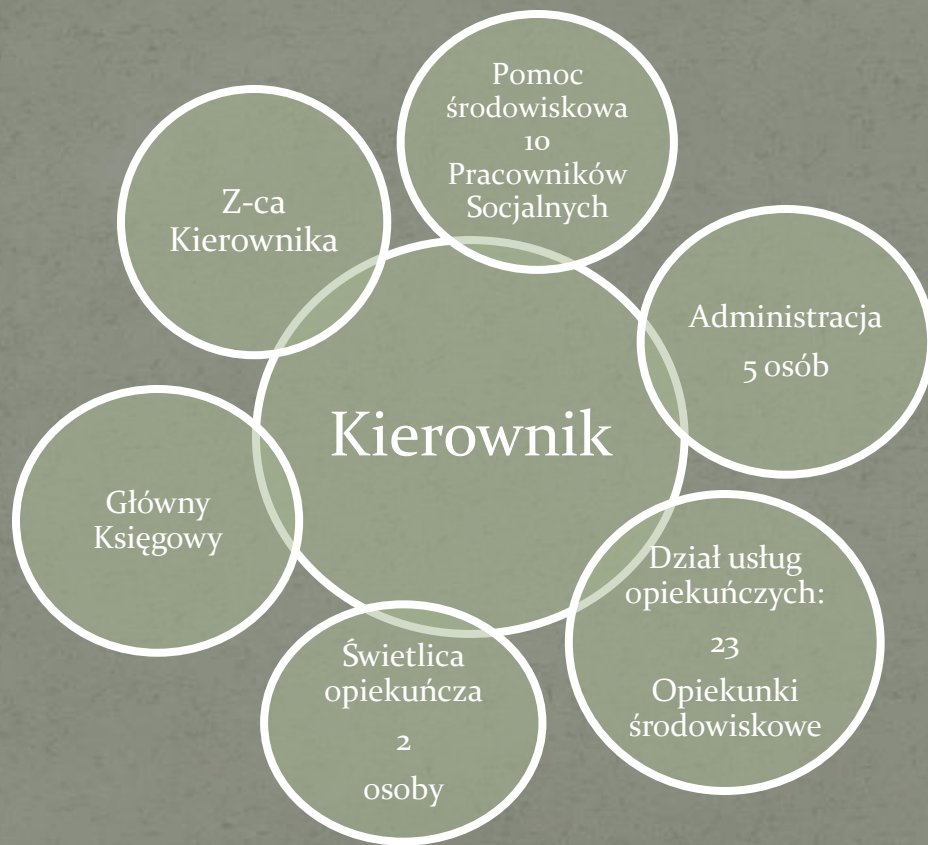 Pomoc
środowiskowa
10
Pracowników
Socjalnych
Z-ca
Kierownika
Administracja
5 osób
Kierownik
Główny
Księgowy
Dział usług
opiekuńczych:
23
Opiekunki
środowiskowe
Świetlica
opiekuńcza
2
osoby